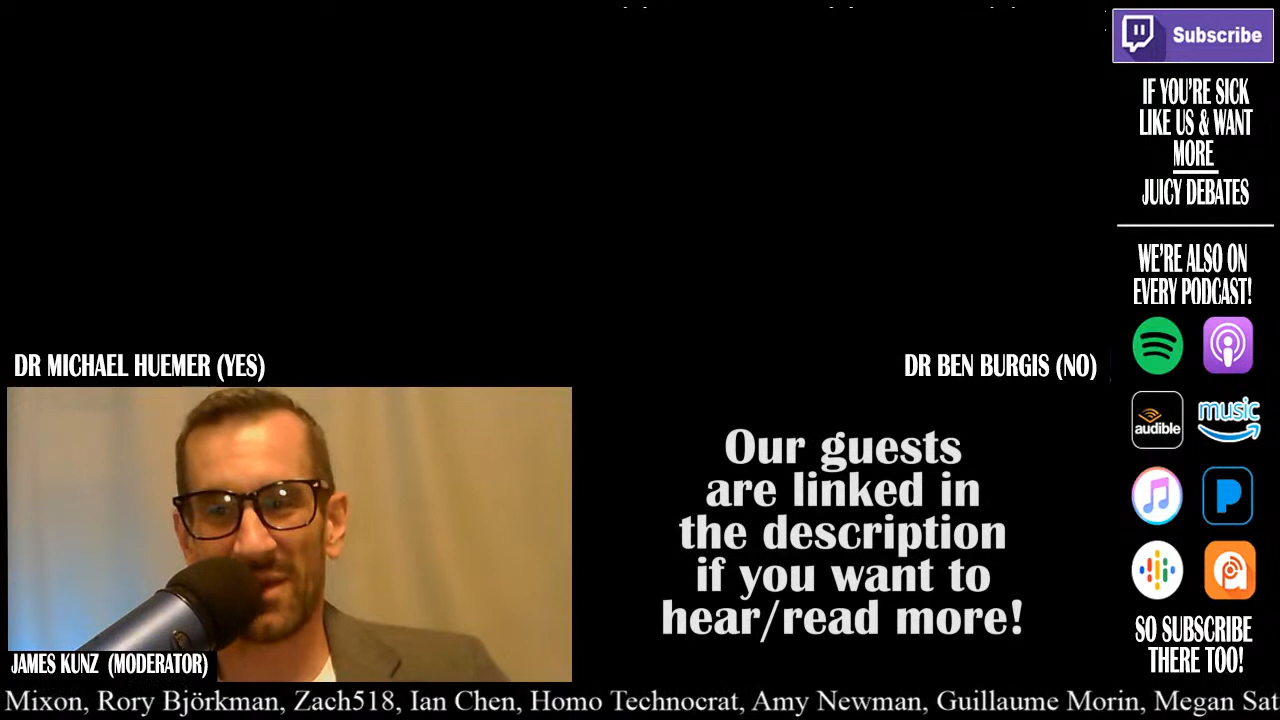 Subscribe
IF YOU'RE SICK
LIKE US & WANT
MORE
JUICY DEBATES
WE'RE ALSO ON
EVERY PODCAST!
DR MICHAEL HUEMER (YES)
DR BEN BURGIS (NO)
audible
music
Our guests
are linked in
the description
if you want to
hear/read more!
SO SUBSCRIBE
THERE TOO!
JAMES KUNZ (MODERATOR)
Mixon, Rory Björkman, Zach518, Ian Chen, Homo Technocrat, Amy Newman, Guillaume Morin, Megan Sat